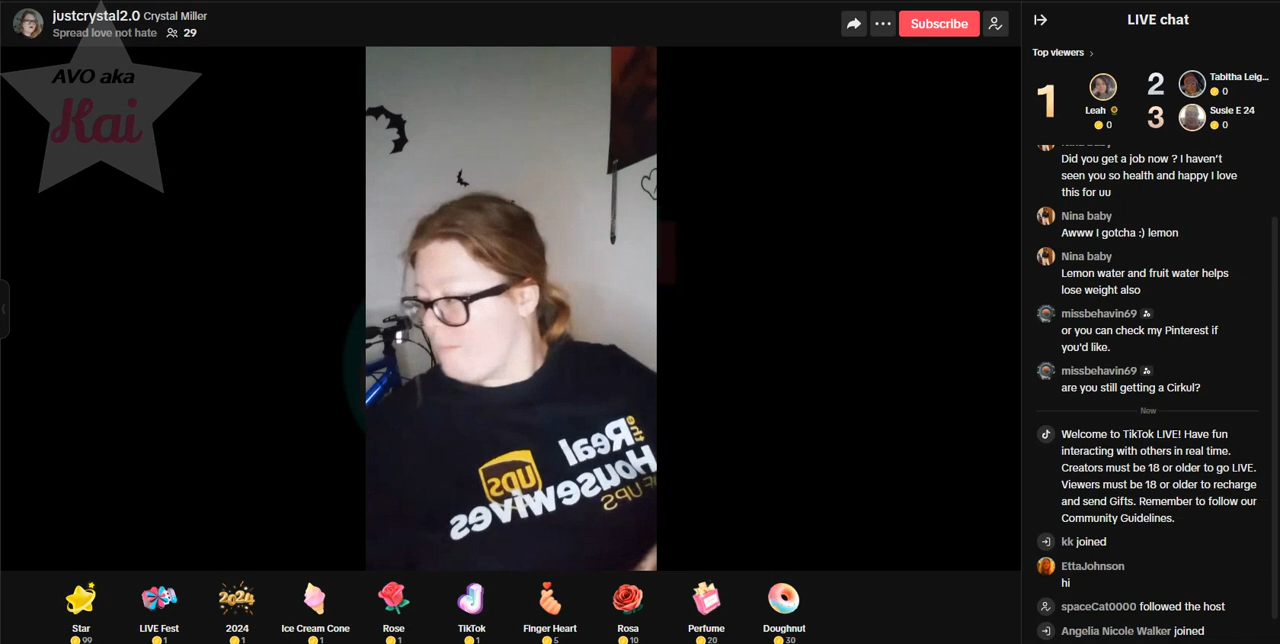 justcrystal2.0 Crystal Miller
Spread love not hate 29
Subscribe
AVO aka
Kai
The Real
Housewives
OF UPS
ups
LIVE chat
Top viewers
1
Leah
0
2
Tabitha Leig...
0
3
Susie E 24
0
Nina baby
Did you get a job now ? I haven't
seen you so health and happy I love
this for uu
Nina baby
Awww I gotcha :) lemon
Nina baby
Lemon water and fruit water helps
lose weight also
missbehavin69
or you can check my Pinterest if
you'd like.
missbehavin69
are you still getting a Cirkul?
New
Welcome to TikTok LIVE! Have fun
interacting with others in real time.
Creators must be 18 or older to go LIVE.
Viewers must be 18 or older to recharge
and send Gifts. Remember to follow our
Community Guidelines.
kk joined
EttaJohnson
hi
spaceCat0000 followed the host
Angelia Nicole Walker joined
2024
Star
99
LIVE Fest
1
2024
1
Ice Cream Cone
1
Rose
1
TikTok
1
Finger Heart
5
Rosa
10
Perfume
20
Doughnut
30